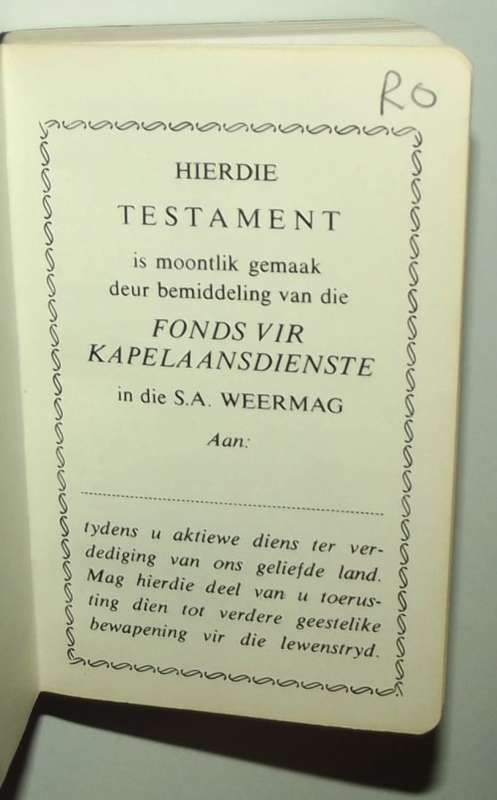 RO
HIERDIE
TESTAMENT
is moontlik gemaak
deur bemiddeling van die
FONDS VIR
KAPELAANSDIENSTE
in die S.A. WEERMAG
Aan:
tydens u aktiewe diens ter ver-
dediging van ons geliefde land.
Mag hierdie deel van u toerus-
ting dien tot verdere geestelike
bewapening vir die lewenstryd.